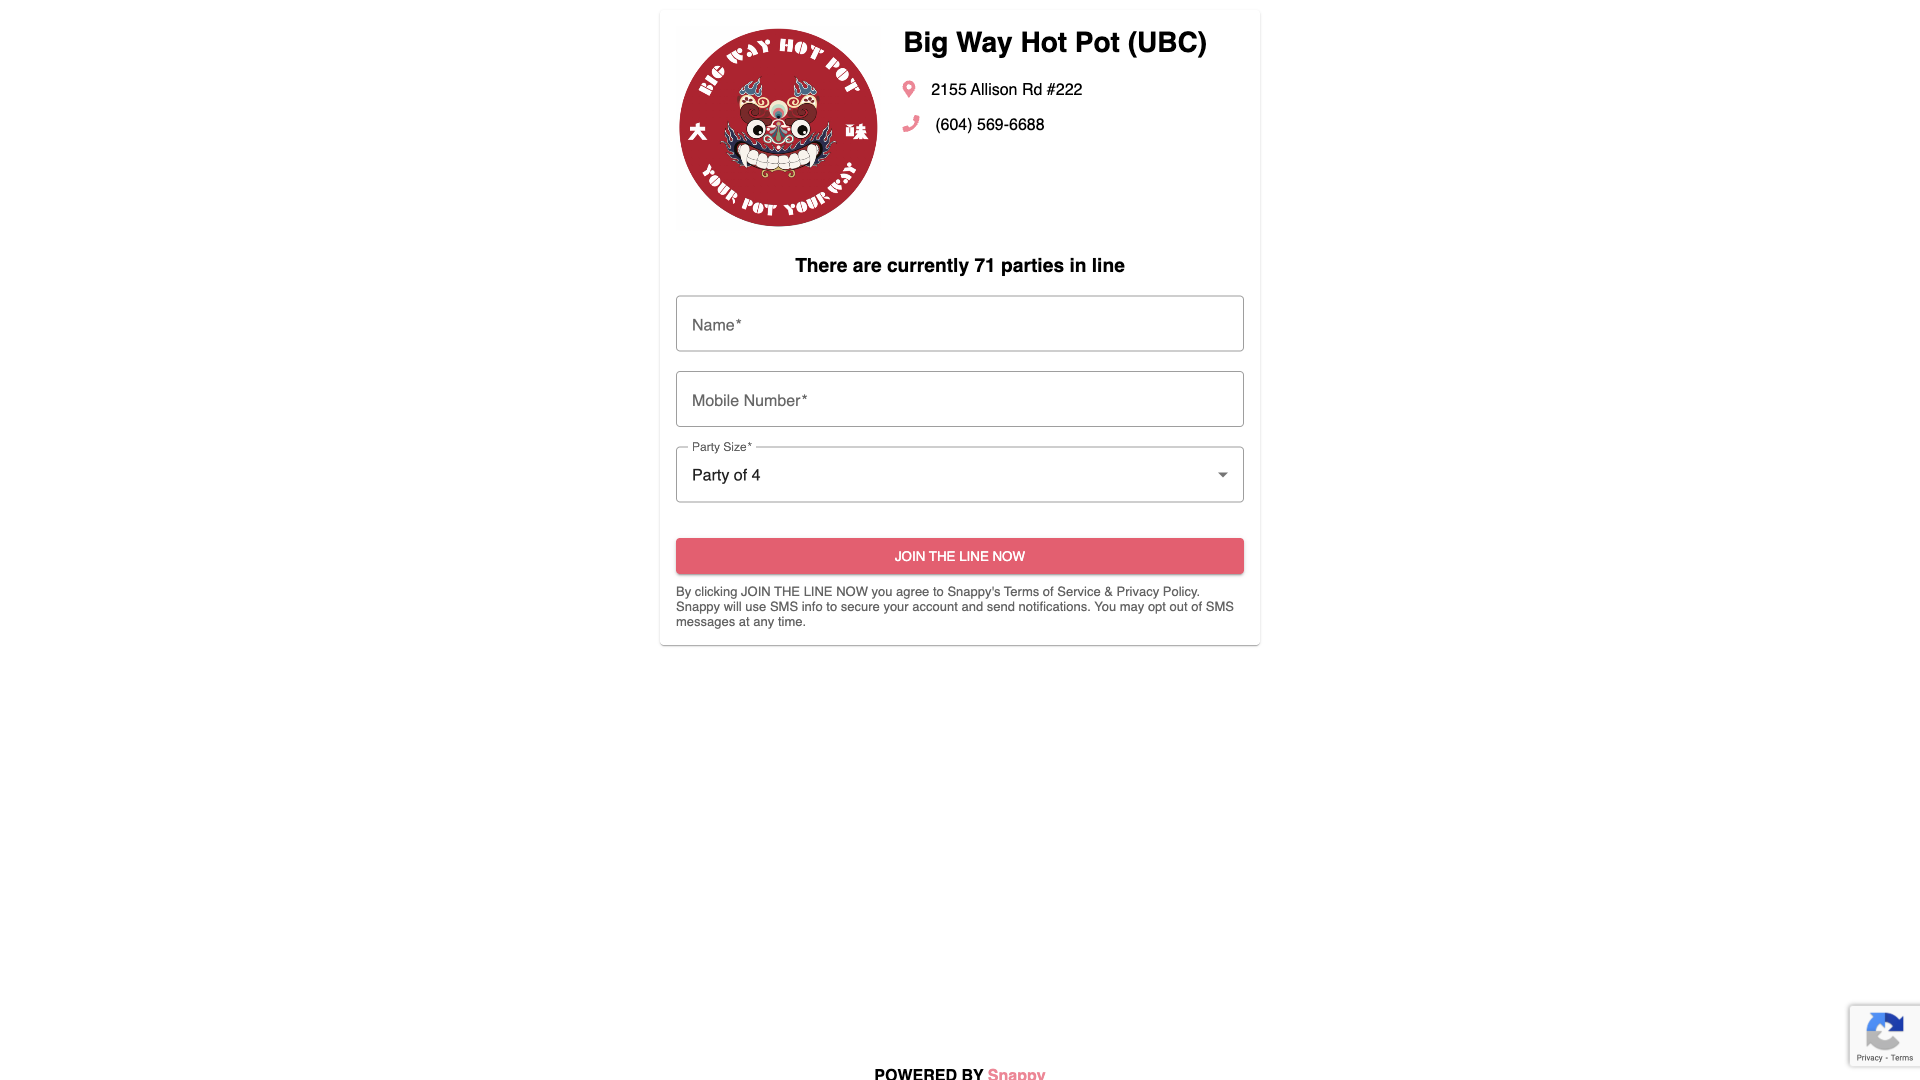 BIG WAY HOT POT
大 味
YOUR POT YOUR WAY
Big Way Hot Pot (UBC)
2155 Allison Rd #222
(604) 569-6688
There are currently 71 parties in line
Name*
Mobile Number*
Party Size*
Party of 4
JOIN THE LINE NOW
By clicking JOIN THE LINE NOW you agree to Snappy's Terms of Service & Privacy Policy.
Snappy will use SMS info to secure your account and send notifications. You may opt out of SMS
messages at any time.
Privacy - Terms
POWERED BY Snappy